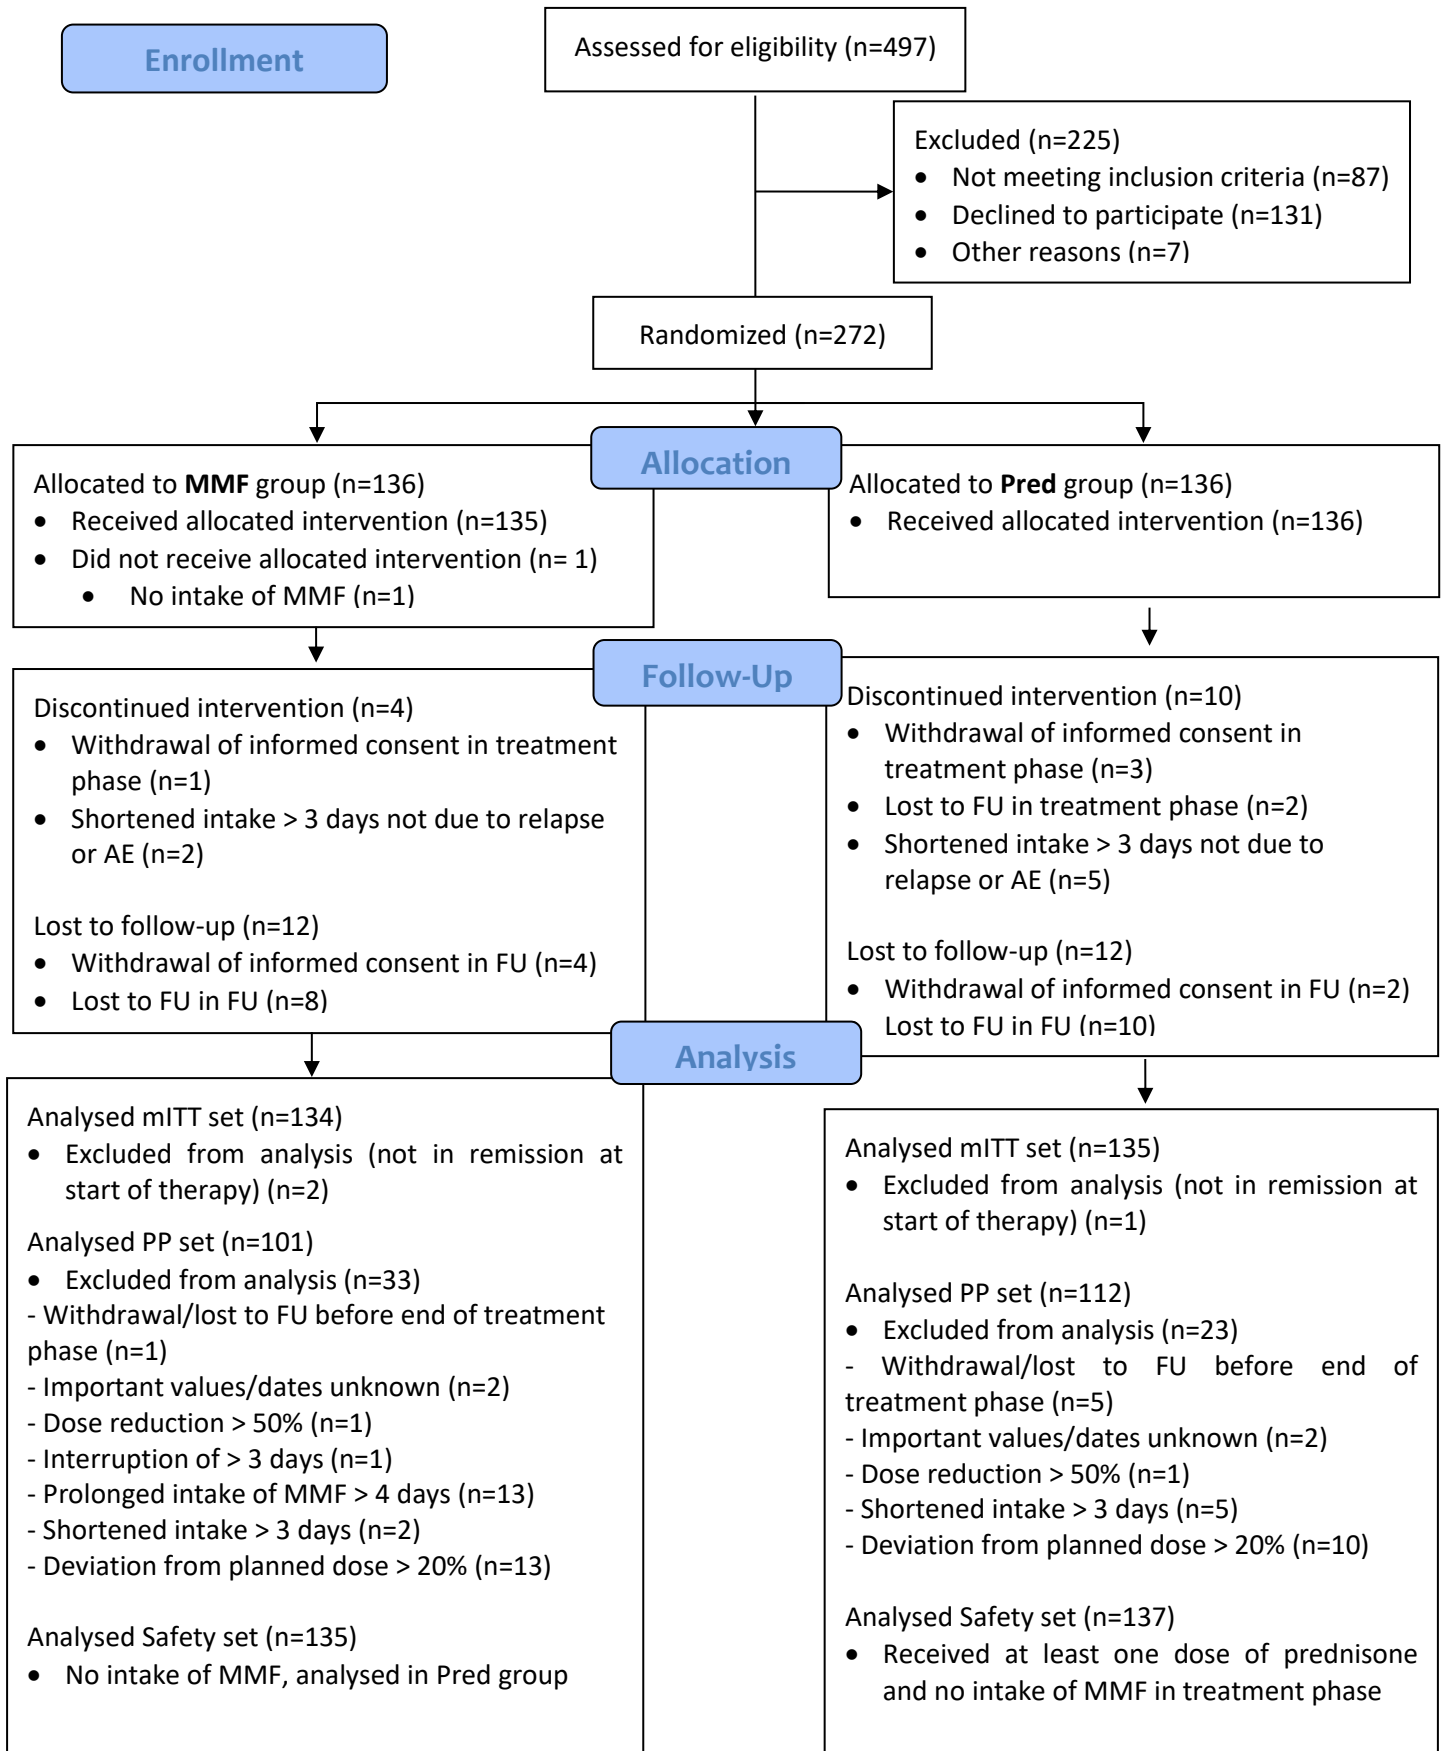 Enrollment
Assessed for eligibility (n=497)
Excluded (n=225)
• Not meeting inclusion criteria (n=87)
• Declined to participate (n=131)
• Other reasons (n=7)
Randomized (n=272)
Allocation
Allocated to MMF group (n=136)
• Received allocated intervention (n=135)
• Did not receive allocated intervention (n= 1)
• No intake of MMF (n=1)
Allocated to Pred group (n=136)
• Received allocated intervention (n=136)
Follow-Up
Discontinued intervention (n=4)
• Withdrawal of informed consent in treatment
phase (n=1)
• Shortened intake > 3 days not due to relapse
or AE (n=2)
Lost to follow-up (n=12)
• Withdrawal of informed consent in FU (n=4)
• Lost to FU in FU (n=8)
Discontinued intervention (n=10)
• Withdrawal of informed consent in
treatment phase (n=3)
• Lost to FU in treatment phase (n=2)
• Shortened intake > 3 days not due to
relapse or AE (n=5)
Lost to follow-up (n=12)
• Withdrawal of informed consent in FU (n=2)
Lost to FU in FU (n=10)
Analysis
Analysed mITT set (n=134)
• Excluded from analysis (not in remission at
start of therapy) (n=2)
Analysed PP set (n=101)
• Excluded from analysis (n=33)
- Withdrawal/lost to FU before end of treatment
phase (n=1)
- Important values/dates unknown (n=2)
- Dose reduction > 50% (n=1)
- Interruption of > 3 days (n=1)
- Prolonged intake of MMF > 4 days (n=13)
- Shortened intake > 3 days (n=2)
- Deviation from planned dose > 20% (n=13)
Analysed Safety set (n=135)
• No intake of MMF, analysed in Pred group
Analysed mITT set (n=135)
• Excluded from analysis (not in remission at
start of therapy) (n=1)
Analysed PP set (n=112)
• Excluded from analysis (n=23)
- Withdrawal/lost to FU before end of
treatment phase (n=5)
- Important values/dates unknown (n=2)
- Dose reduction > 50% (n=1)
- Shortened intake > 3 days (n=5)
- Deviation from planned dose > 20% (n=10)
Analysed Safety set (n=137)
• Received at least one dose of prednisone
and no intake of MMF in treatment phase